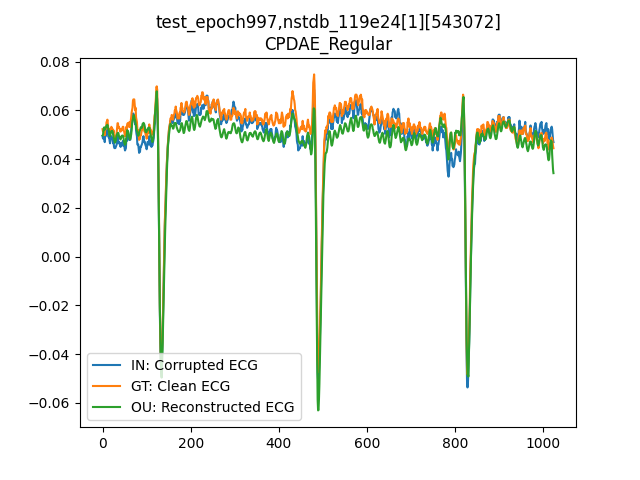 test_epoch997,nstdb_119e24[1][543072]
CPDAE_Regular
0.08
0.06
0.04
0.02
0.00
−0.02
−0.04
−0.06
IN: Corrupted ECG
GT: Clean ECG
OU: Reconstructed ECG
0 200 400 600 800 1000